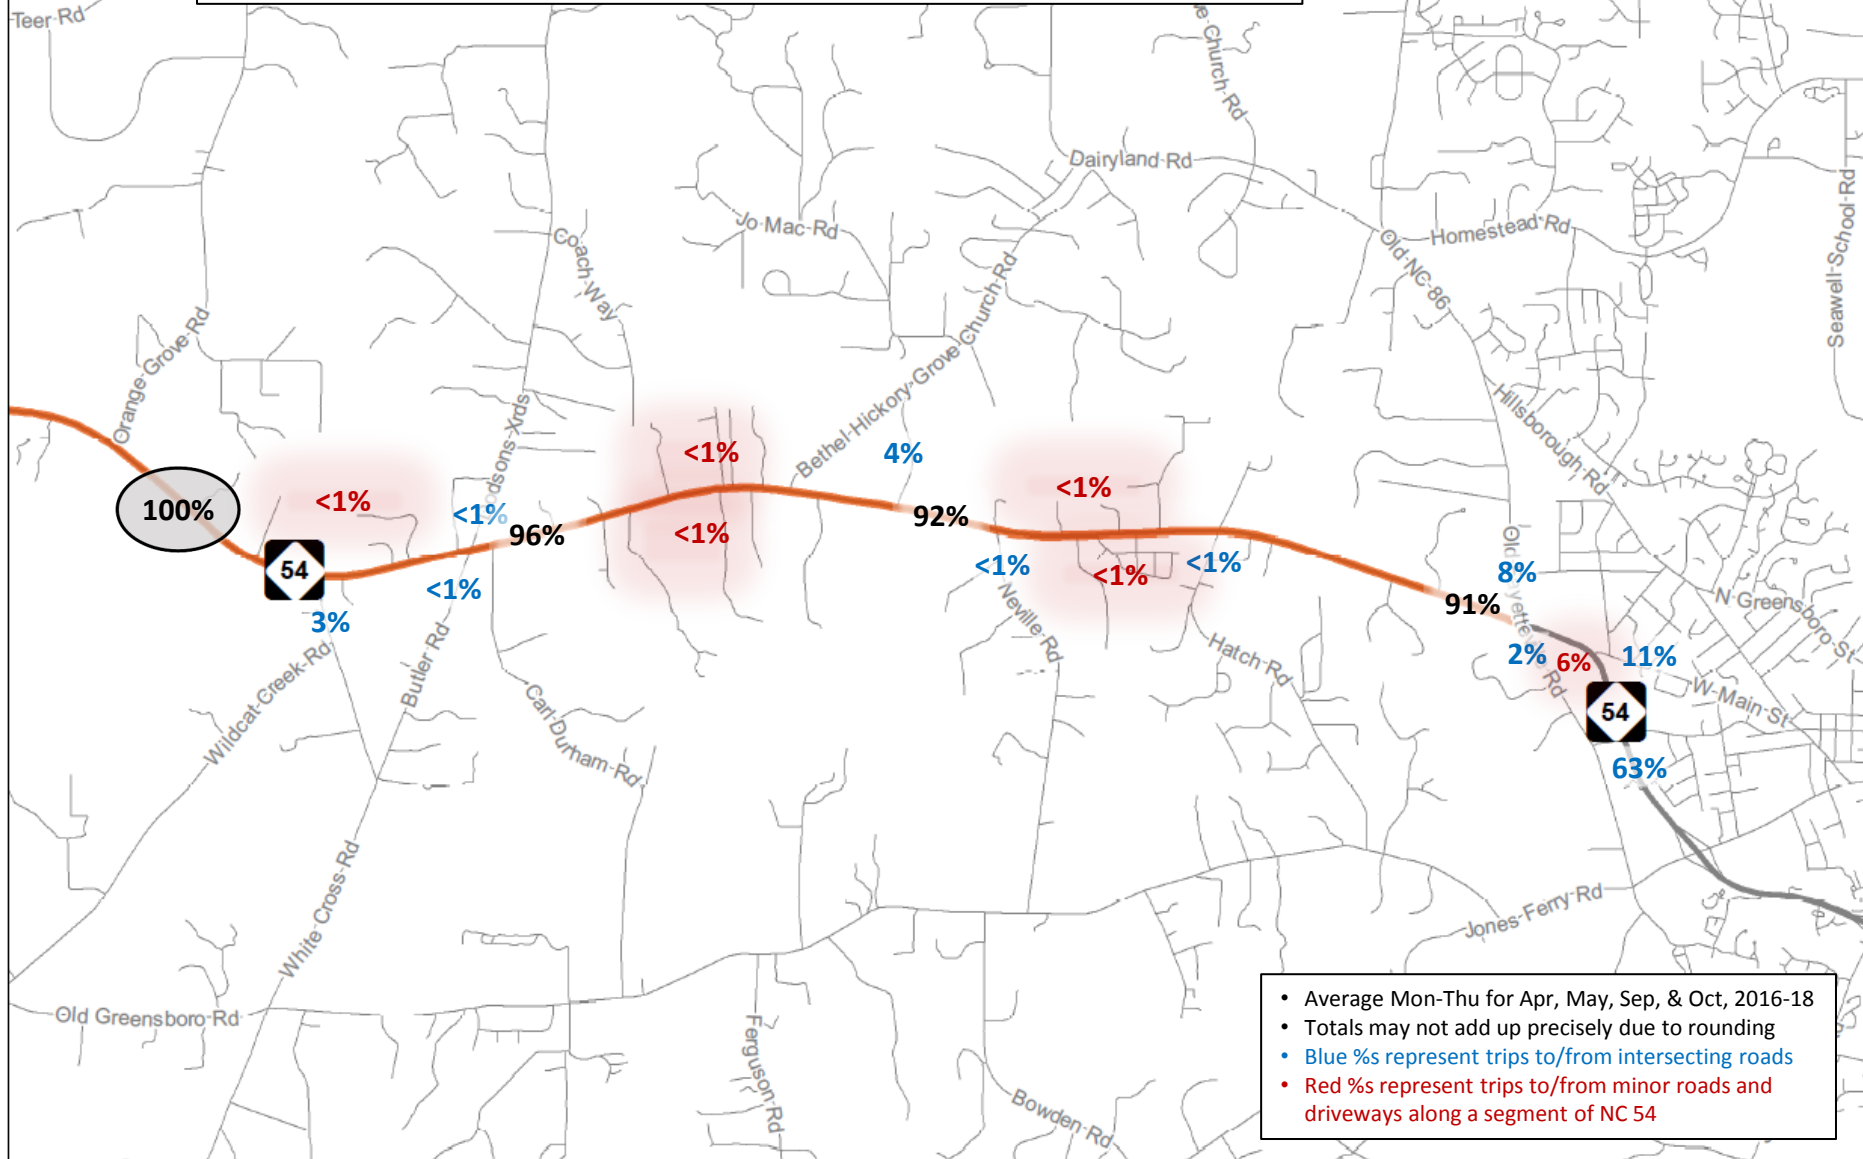 Teer Rd
e-Church-Rd
Dairyland Rd
Jo-Mac-Rd
Coach-Way
Homestead Rd
Old-NC-86
Seawell-School-Rd
Orange-Grove-Rd
Bethel-Hickory-Grove-Church-Rd
Hillsborough-Rd
odsons-Xrds
<1%
4%
<1%
100%
<1%
<1%
96%
<1%
92%
54
<1%
<1%
<1%
<1%
8%
91%
3%
Neville-Rd
N Greensboro-St
2%
6%
11%
Wildcat-Creek-Rd
Butler Rd
Hatch-Rd
W-Main-St
Carl-Durham-Rd
54
63%
White-Cross-Rd
Jones-Ferry-Rd
Old Greensboro-Rd
Ferguson-Rd
Bowden-Rd
• Average Mon-Thu for Apr, May, Sep, & Oct, 2016-18
• Totals may not add up precisely due to rounding
• Blue %s represent trips to/from intersecting roads
• Red %s represent trips to/from minor roads and
driveways along a segment of NC 54